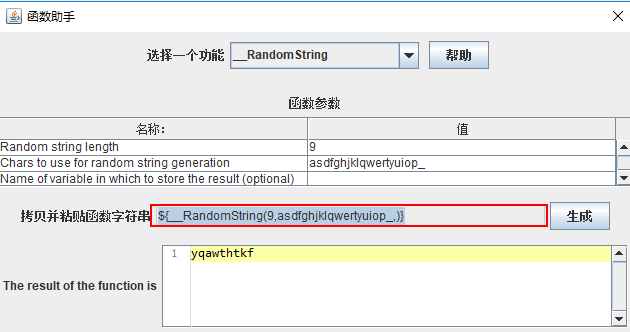 函数助手
选择一个功能 __RandomString 帮助
函数参数
名称: 值
Random string length 9
Chars to use for random string generation asdfghjklqwertyuiop_
Name of variable in which to store the result (optional)
拷贝并粘贴函数字符串 ${__RandomString(9,asdfghjklqwertyuiop_,)} 生成
1 yqawthtkf
The result of the function is